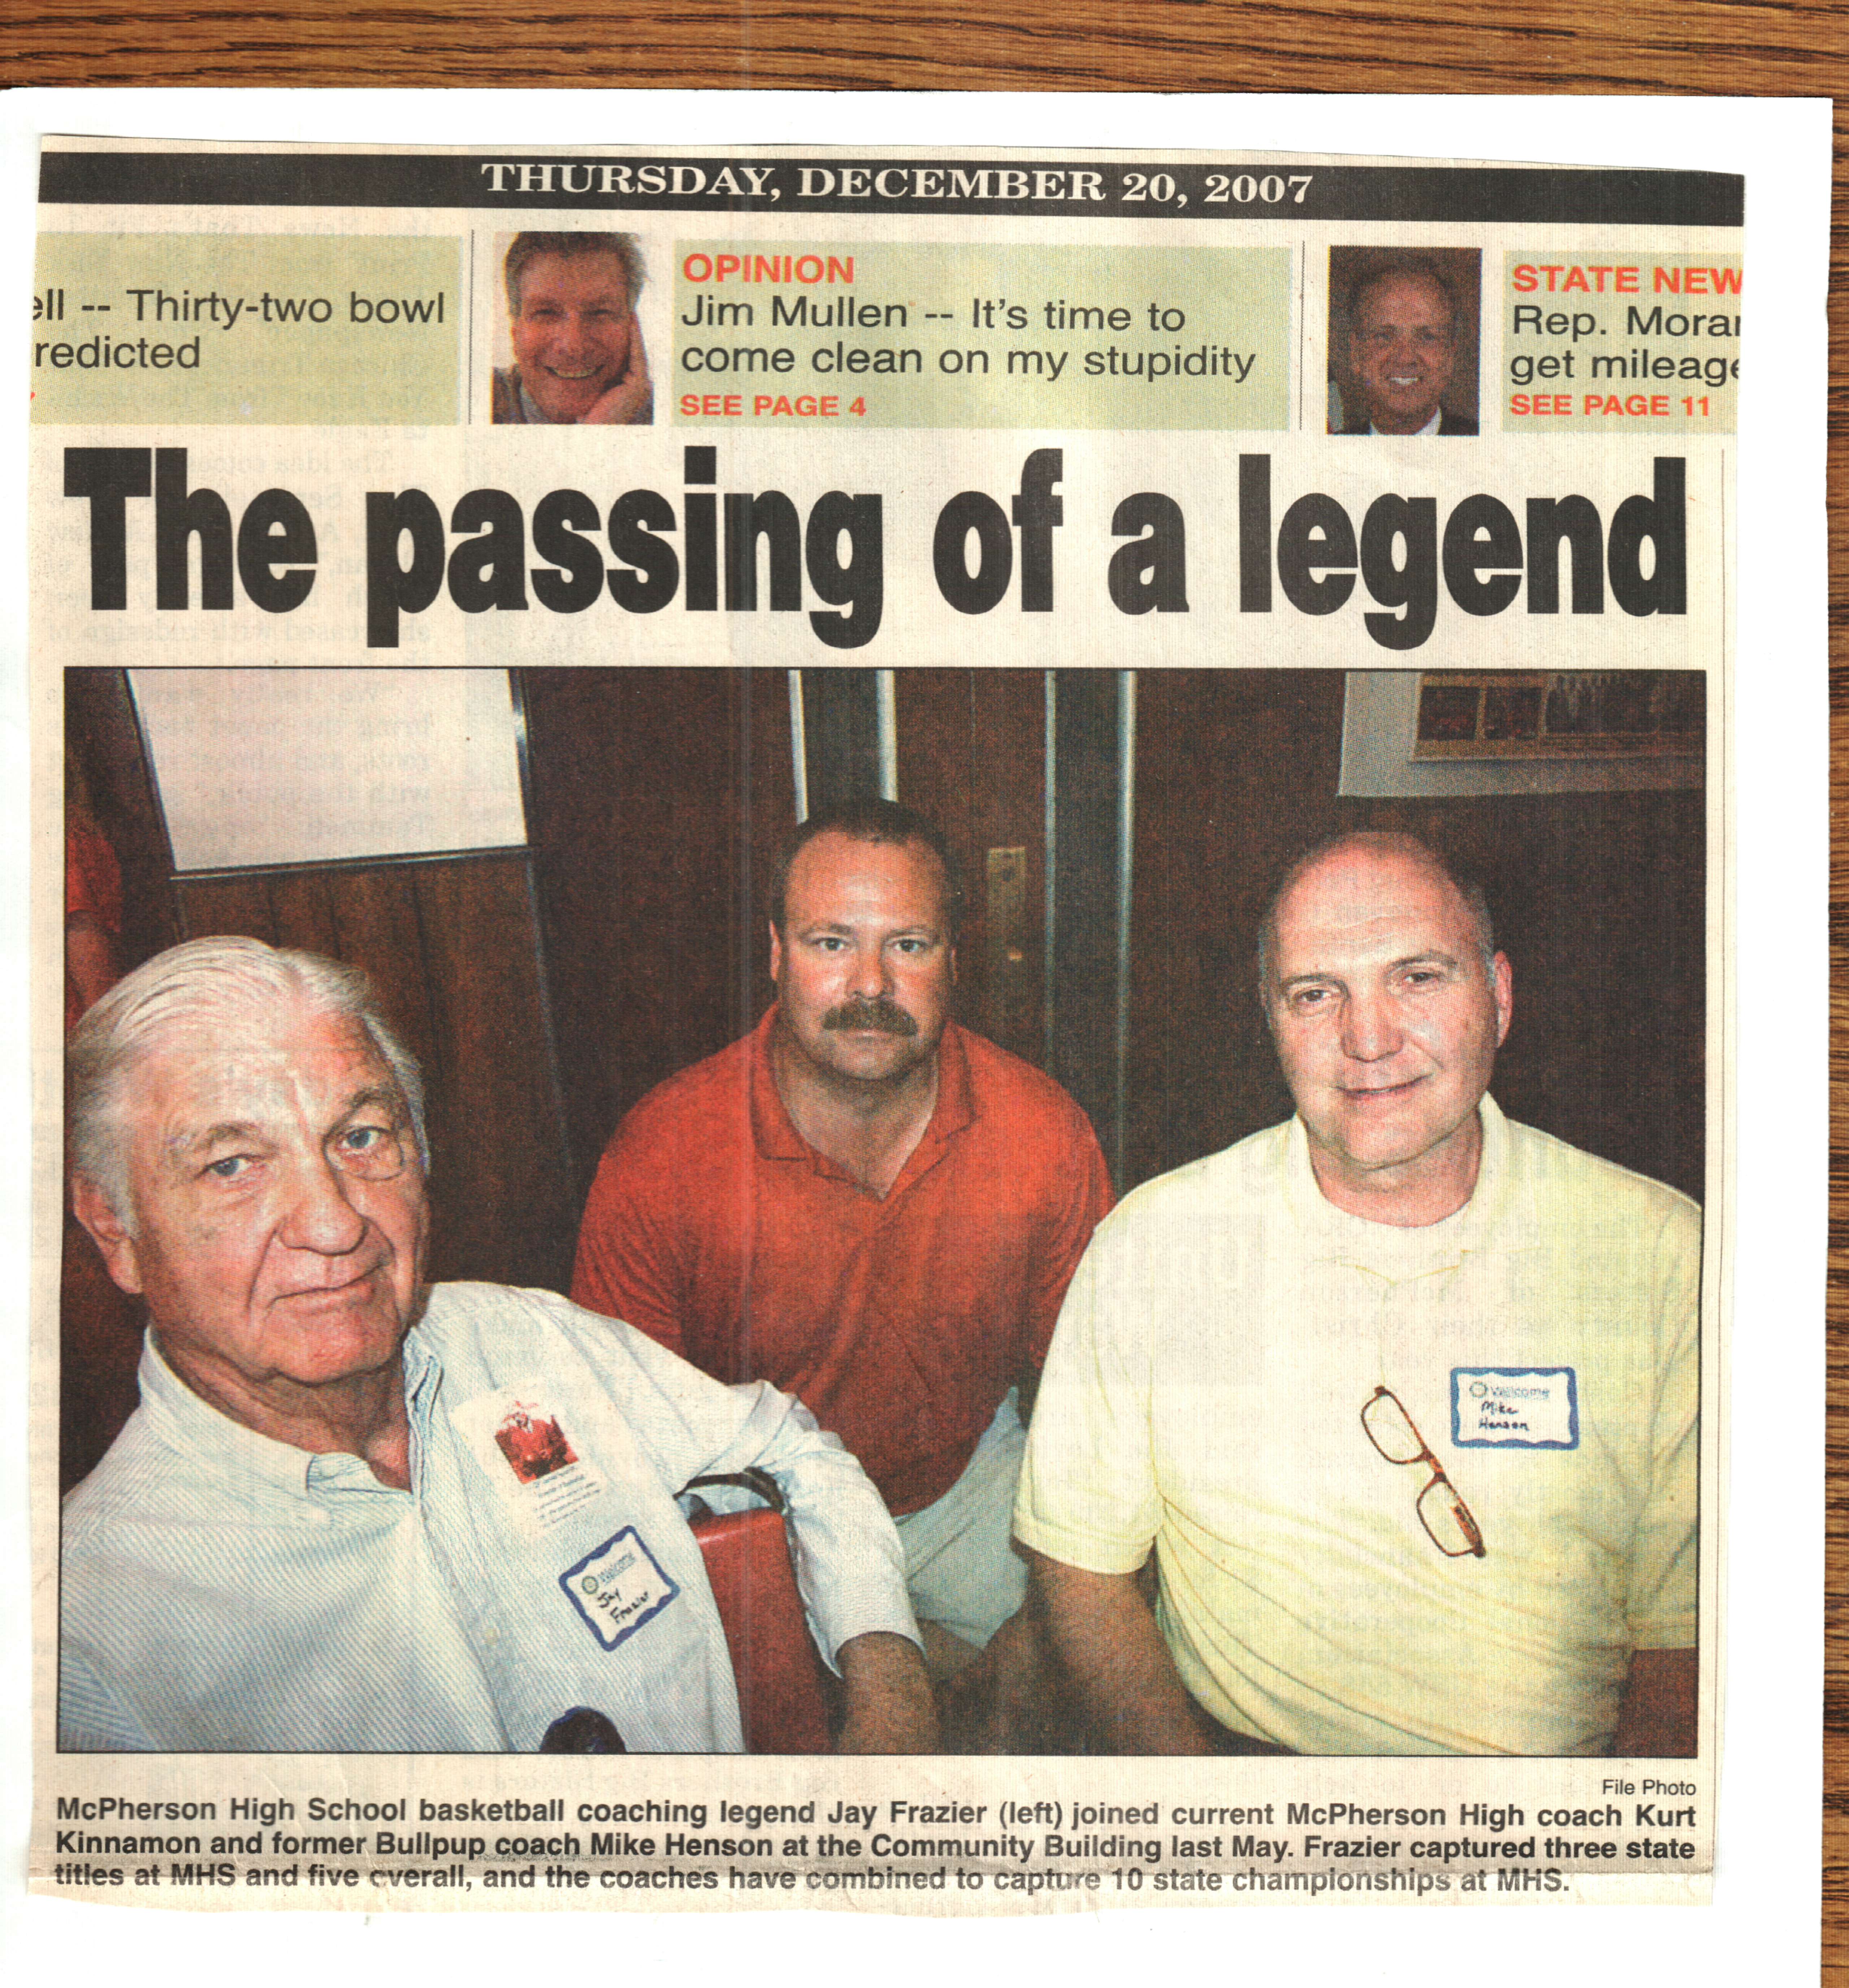 THURSDAY, DECEMBER 20, 2007
ell -- Thirty-two bowl
redicted
OPINION
Jim Mullen -- It's time to
come clean on my stupidity
SEE PAGE 4
STATE NEW
Rep. Moran
get mileage
SEE PAGE 11
The passing of a legend
Welcome
Jay
Frazier
Welcome
Mike
Henson
File Photo
McPherson High School basketball coaching legend Jay Frazier (left) joined current McPherson High coach Kurt
Kinnamon and former Bullpup coach Mike Henson at the Community Building last May. Frazier captured three state
titles at MHS and five overall, and the coaches have combined to capture 10 state championships at MHS.